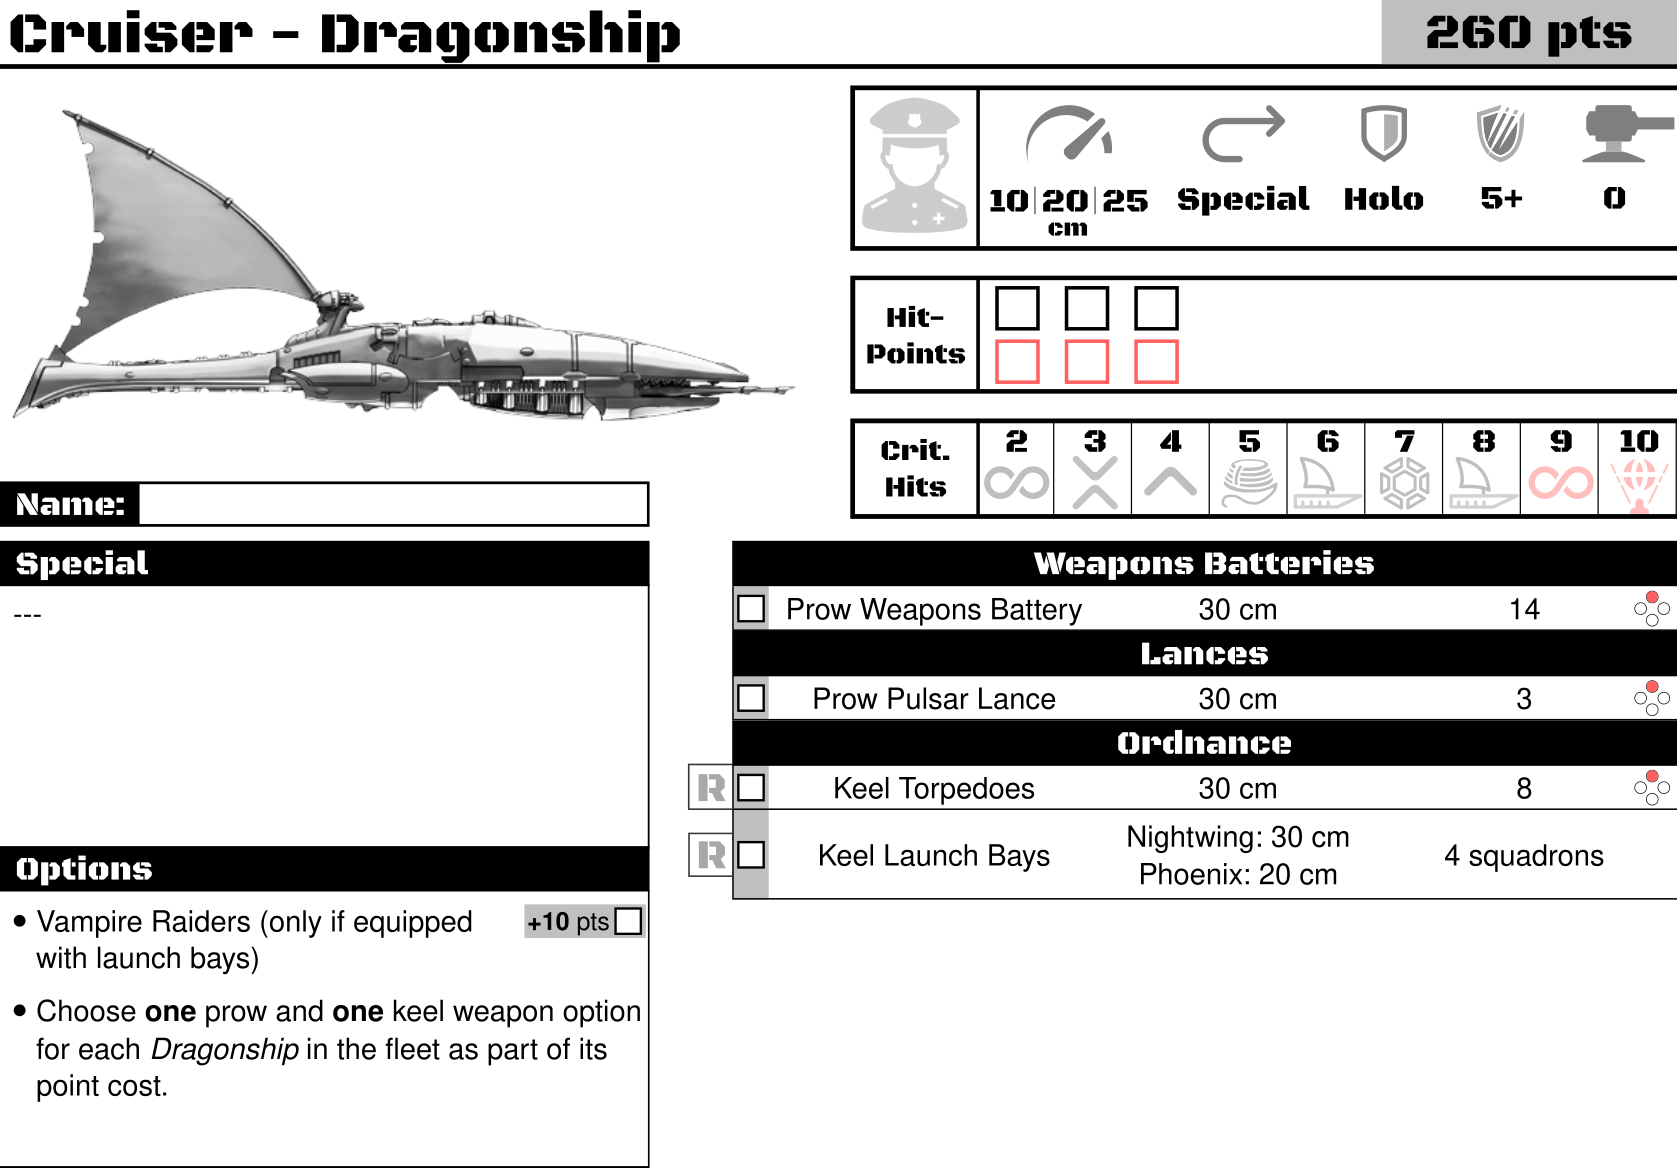 Cruiser – Dragonship
260 pts
10 | 20 | 25
cm
Special
Holo
5+
0
Hit-
Points
Crit.
Hits
2 3 4 5 6 7 8 9 10
Name:
Special
---
Options
• Vampire Raiders (only if equipped
with launch bays)
+10 pts
• Choose one prow and one keel weapon option
for each Dragonship in the fleet as part of its
point cost.
Weapons Batteries
Prow Weapons Battery 30 cm 14
Lances
Prow Pulsar Lance 30 cm 3
Ordnance
R Keel Torpedoes 30 cm 8
R Keel Launch Bays
Nightwing: 30 cm
Phoenix: 20 cm
4 squadrons